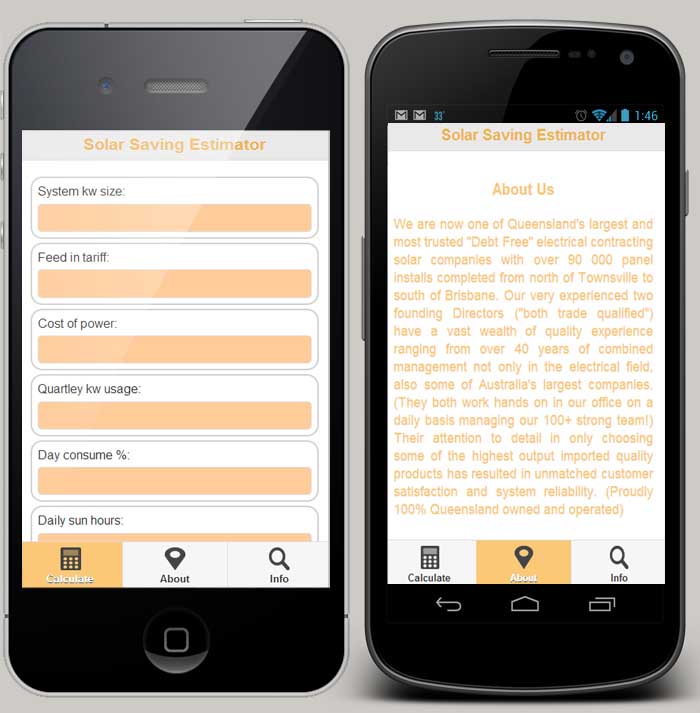 Solar Saving Estimator
System kw size:
Feed in tariff:
Cost of power:
Quartley kw usage:
Day consume %:
Daily sun hours:
Calculate
About
Info
33°
1:46
Solar Saving Estimator
About Us
We are now one of Queensland's largest and
most trusted "Debt Free" electrical contracting
solar companies with over 90 000 panel
installs completed from north of Townsville to
south of Brisbane. Our very experienced two
founding Directors ("both trade qualified")
have a vast wealth of quality experience
ranging from over 40 years of combined
management not only in the electrical field,
also some of Australia's largest companies.
(They both work hands on in our office on a
daily basis managing our 100+ strong team!)
Their attention to detail in only choosing
some of the highest output imported quality
products has resulted in unmatched customer
satisfaction and system reliability. (Proudly
100% Queensland owned and operated)
Calculate
About
Info